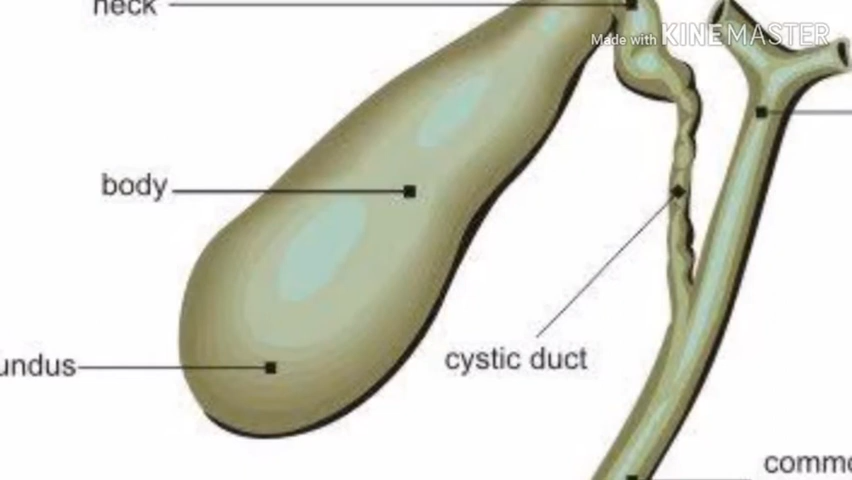 neck
Made with KINEMASTER
body
cystic duct
undus
commo